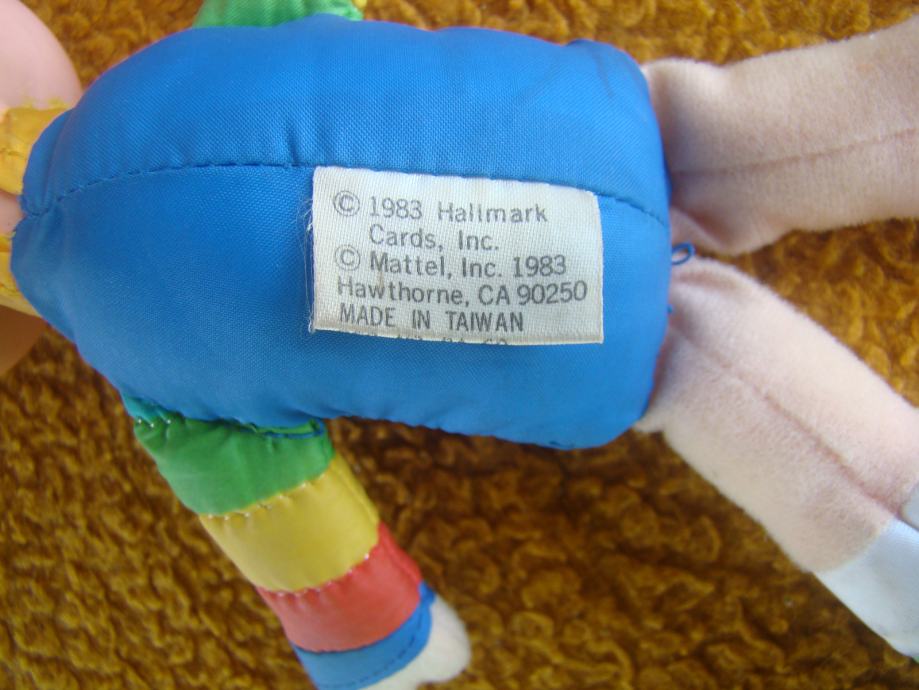 © 1983 Hallmark
Cards, Inc.
© Mattel, Inc. 1983
Hawthorne, CA 90250
MADE IN TAIWAN